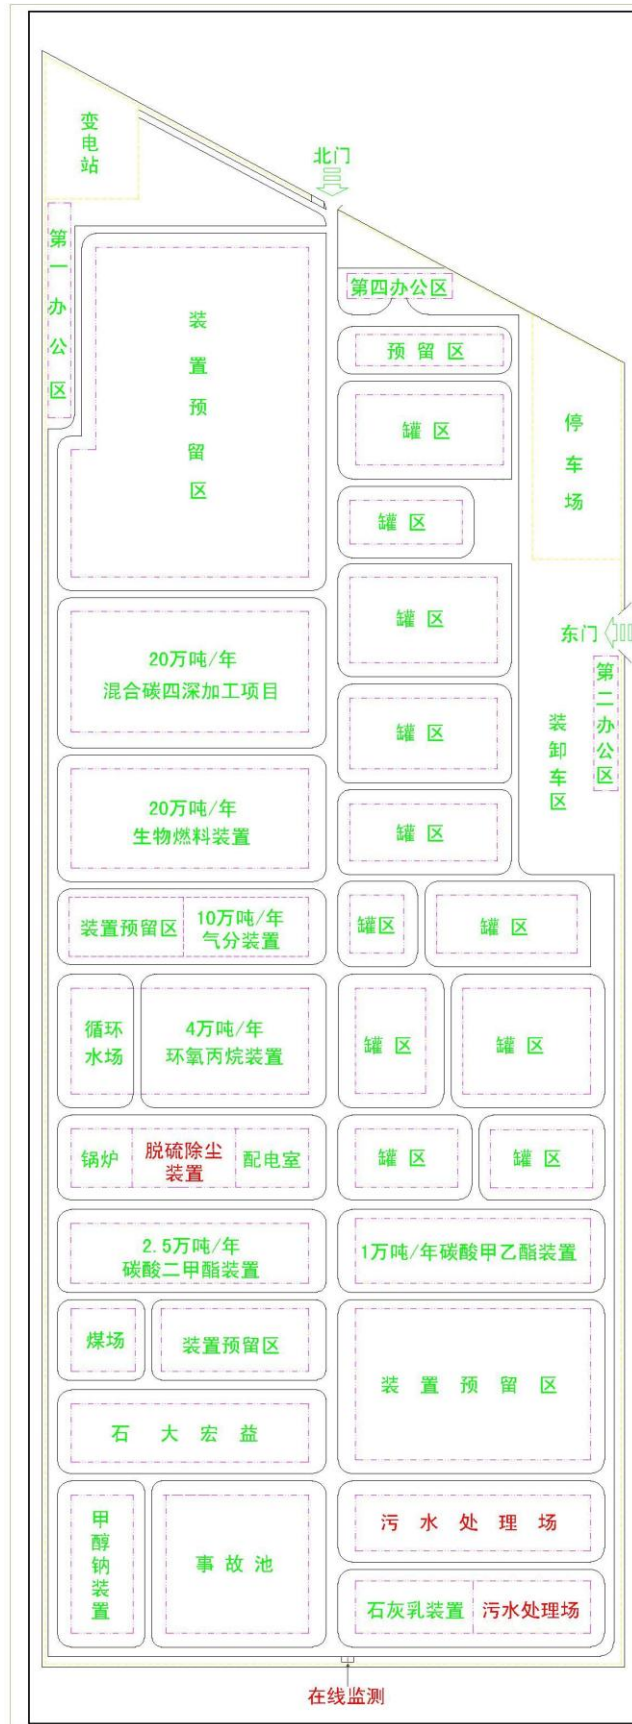 变电站
北门
第一办公区
第四办公区
装置预留区
预留区
罐区
停车场
罐区
罐区
东门
20万吨/年
混合碳四深加工项目
第二办公区
装卸车区
罐区
20万吨/年
生物燃料装置
罐区
装置预留区
10万吨/年
气分装置
罐区
罐区
循环
水场
4万吨/年
环氧丙烷装置
罐区
罐区
锅炉
脱硫除尘
装置
配电室
罐区
罐区
2.5万吨/年
碳酸二甲酯装置
1万吨/年碳酸甲乙酯装置
煤场
装置预留区
装置预留区
石大宏益
甲醇钠装置
事故池
污水处理场
石灰乳装置
污水处理场
在线监测